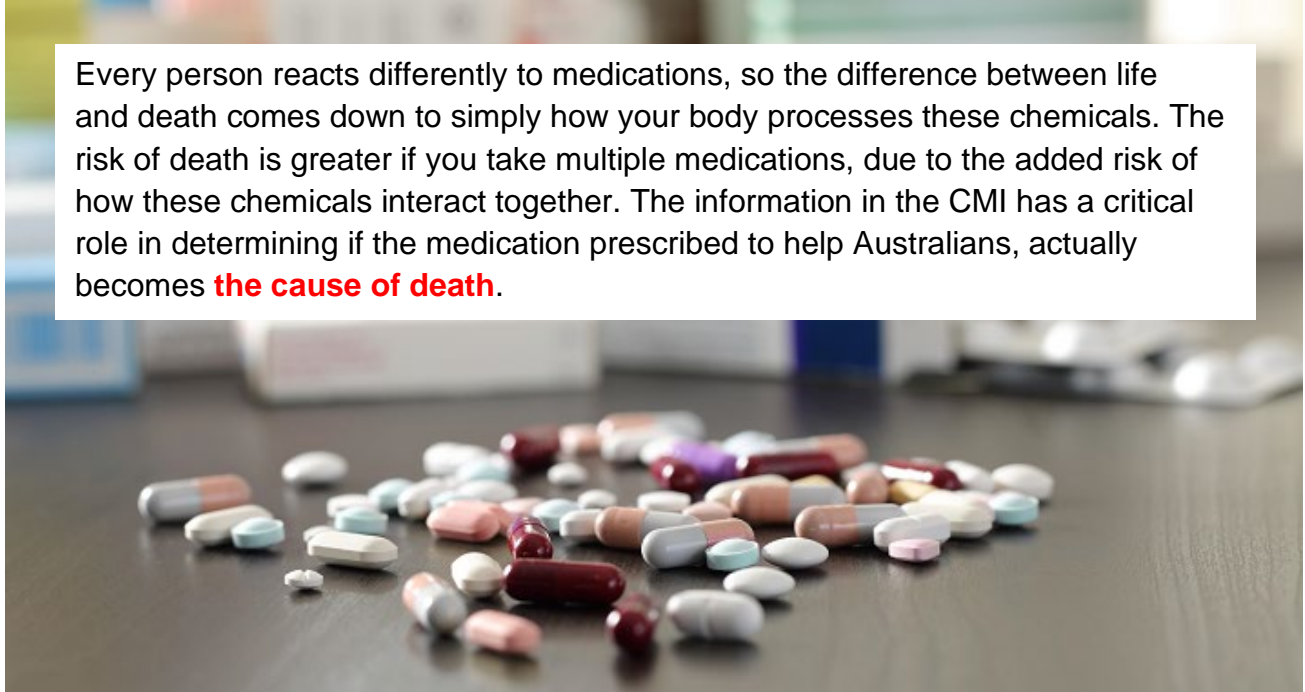 Every person reacts differently to medications, so the difference between life
and death comes down to simply how your body processes these chemicals. The
risk of death is greater if you take multiple medications, due to the added risk of
how these chemicals interact together. The information in the CMI has a critical
role in determining if the medication prescribed to help Australians, actually
becomes the cause of death.